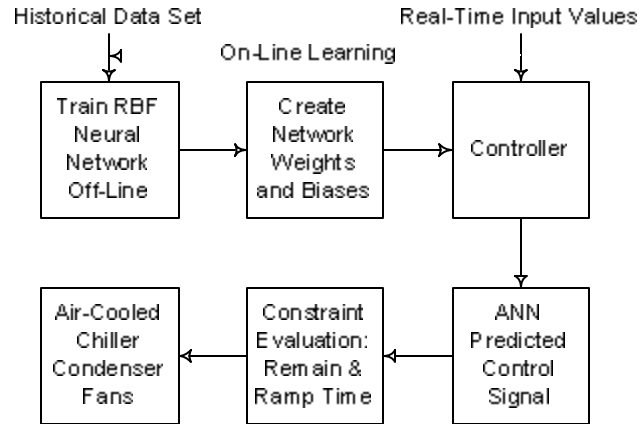 Historical Data Set
Real-Time Input Values
On-Line Learning
Train RBF
Neural
Network
Off-Line
Create
Network
Weights
and Biases
Controller
Air-Cooled
Chiller
Condenser
Fans
Constraint
Evaluation:
Remain &
Ramp Time
ANN
Predicted
Control
Signal